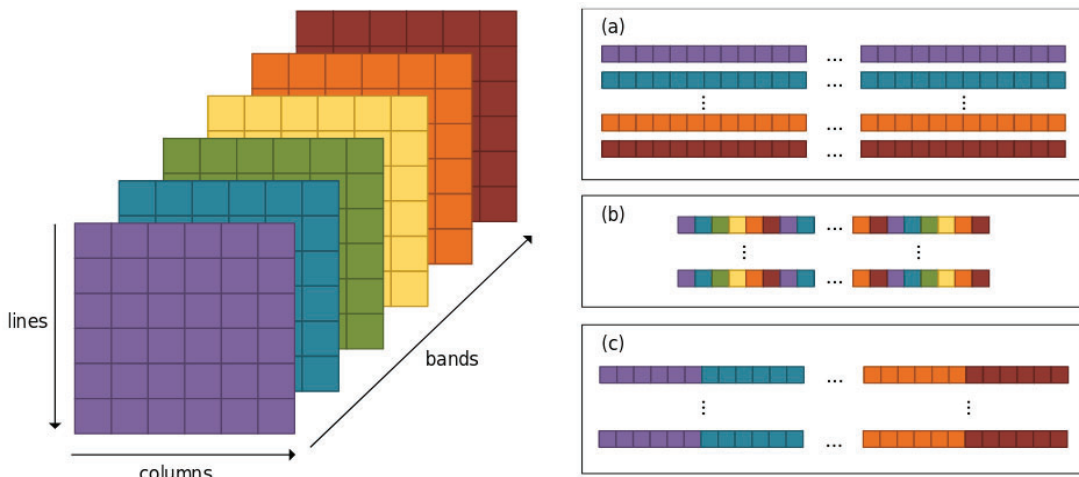 lines
columns
bands
(a)
...
...
⋮
⋮
(b)
...
⋮
⋮
...
(c)
...
⋮
⋮
...